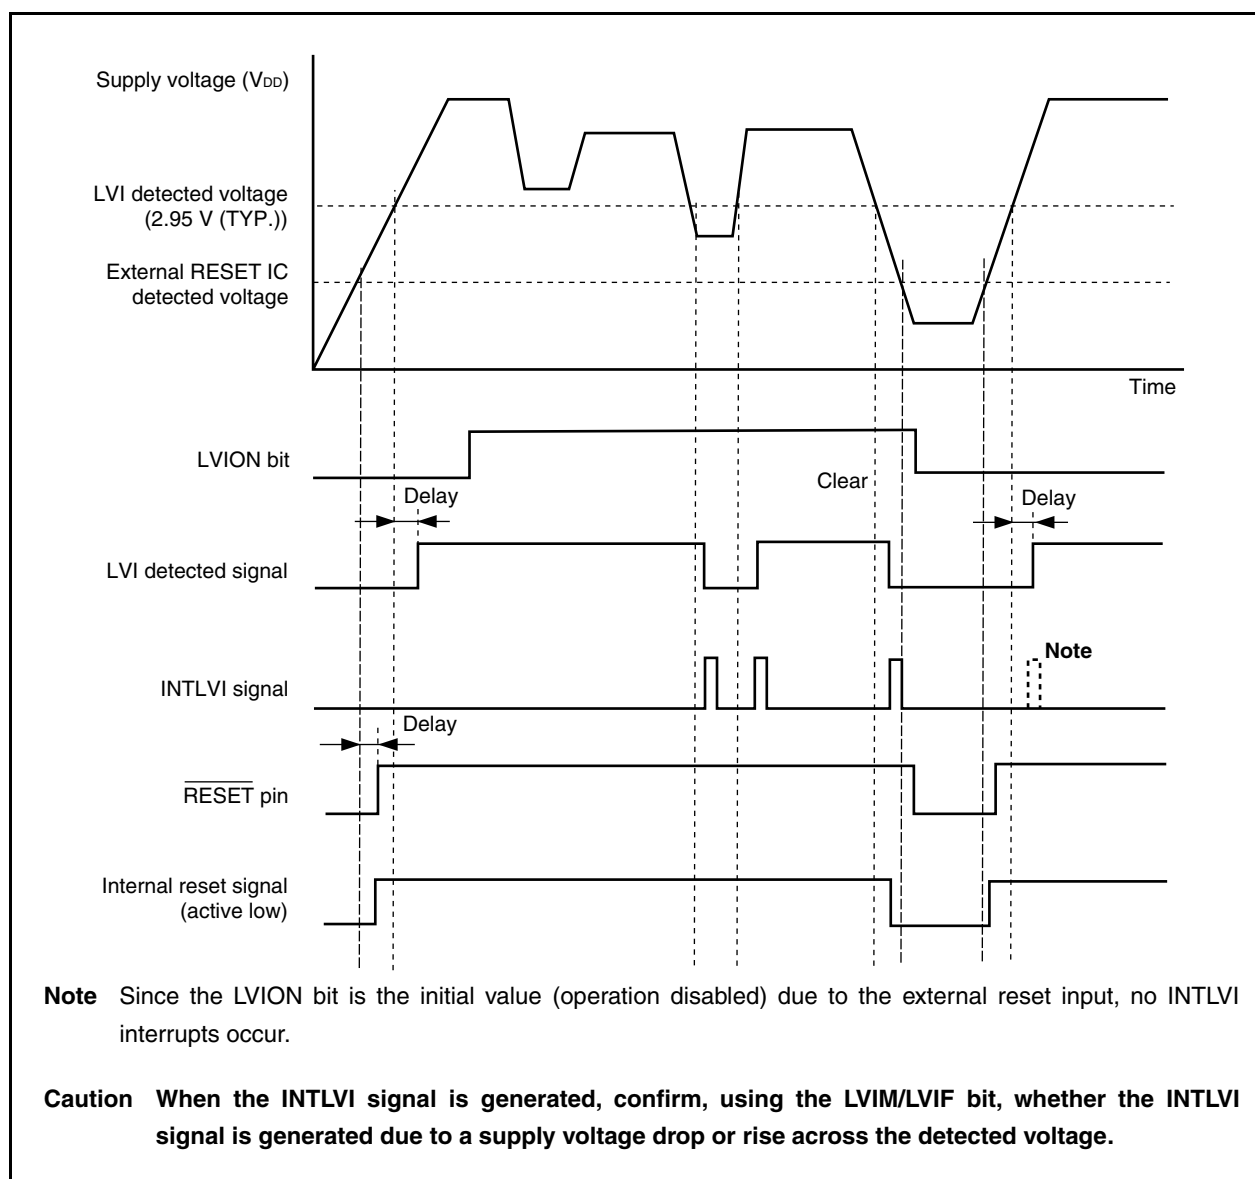 Supply voltage (VDD)
LVI detected voltage
(2.95 V (TYP.))
External RESET IC
detected voltage
Time
LVION bit
Clear
Delay
Delay
LVI detected signal
Note
INTLVI signal
Delay
RESET pin
Internal reset signal
(active low)
Note Since the LVION bit is the initial value (operation disabled) due to the external reset input, no INTLVI
interrupts occur.
Caution When the INTLVI signal is generated, confirm, using the LVIM/LVIF bit, whether the INTLVI
signal is generated due to a supply voltage drop or rise across the detected voltage.